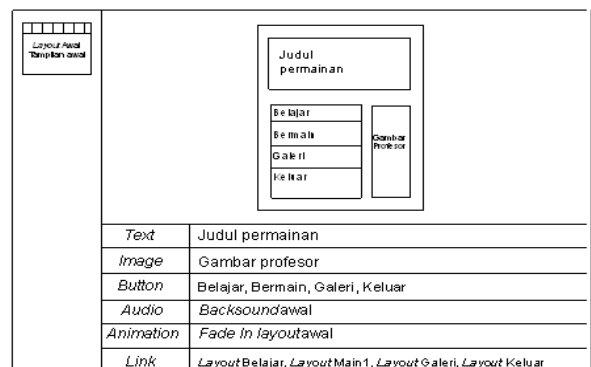 Layout Awal
Tampilan awal
Judul
permainan
Belajar
Bermain
Galeri
Keluar
Gambar
Profesor
Text Judul permainan
Image Gambar profesor
Button Belajar, Bermain, Galeri, Keluar
Audio Backsoundawal
Animation Fade In layoutawal
Link Layout Belajar, Layout Main1, Layout Galeri, Layout Keluar